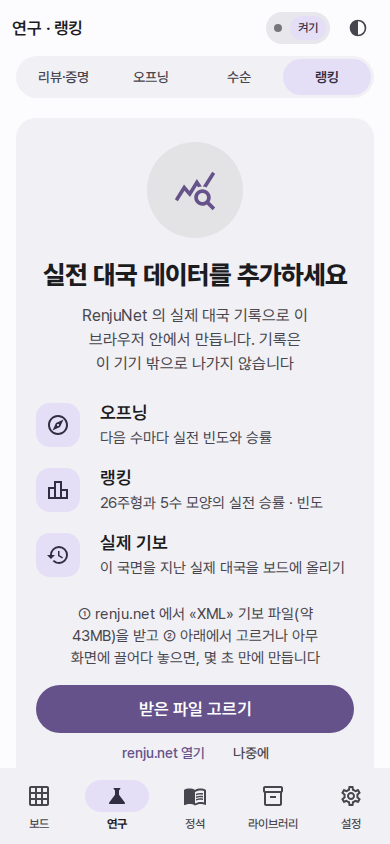 연구 · 랭킹
켜기
리뷰·증명 오프닝 수순 랭킹
실전 대국 데이터를 추가하세요
RenjuNet 의 실제 대국 기록으로 이
브라우저 안에서 만듭니다. 기록은
이 기기 밖으로 나가지 않습니다
오프닝
다음 수마다 실전 빈도와 승률
랭킹
26주형과 5수 모양의 실전 승률 · 빈도
실제 기보
이 국면을 지난 실제 대국을 보드에 올리기
① renju.net 에서 «XML» 기보 파일(약
43MB)을 받고 ② 아래에서 고르거나 아무
화면에 끌어다 놓으면, 몇 초 만에 만듭니다
받은 파일 고르기
renju.net 열기 나중에
보드 연구 정석 라이브러리 설정